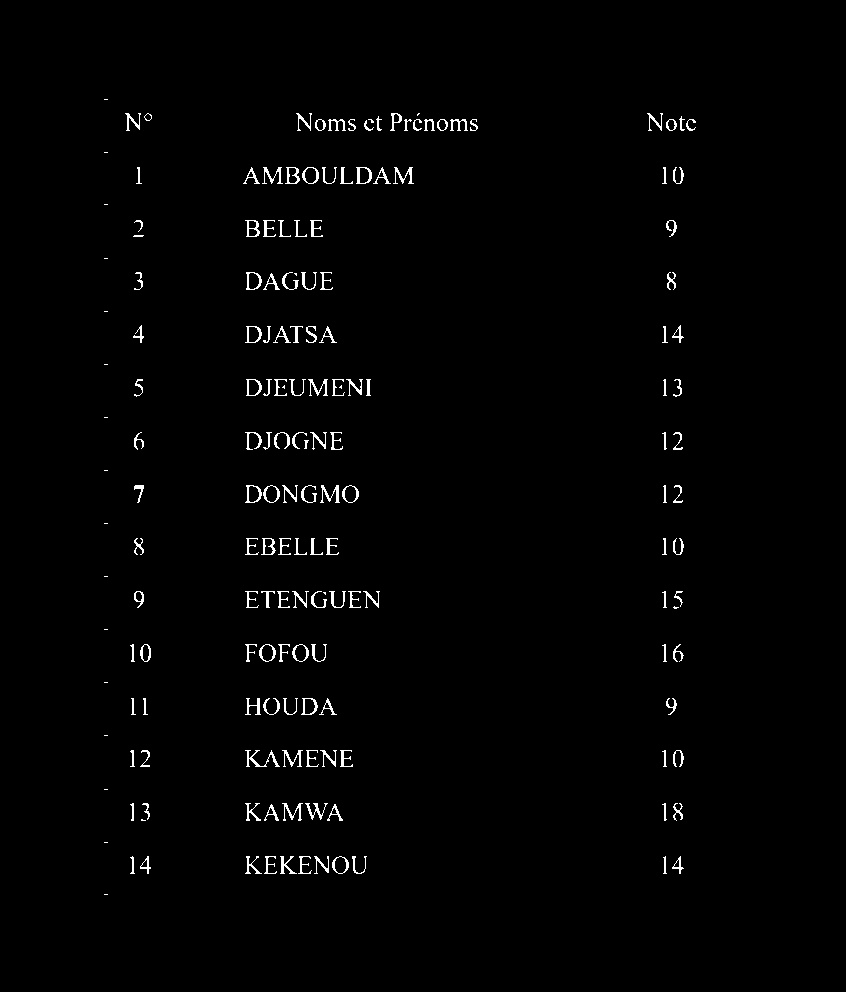 N° Noms et Prénoms Note
1 AMBOULDAM 10
2 BELLE 9
3 DAGUE 8
4 DJATSA 14
5 DJEUMENI 13
6 DJOGNE 12
7 DONGMO 12
8 EBELLE 10
9 ETENGUEN 15
10 FOFOU 16
11 HOUDA 9
12 KAMENE 10
13 KAMWA 18
14 KEKENOU 14